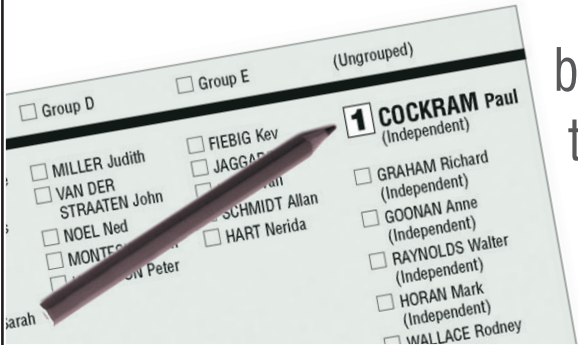 Group D
Group E
(Ungrouped)
b
t
MILLER Judith
VAN DER
STRAATEN John
NOEL Ned
Peter
Sarah
FIEBIG Kev
SCHMIDT Allan
HART Nerida
1 COCKRAM Paul
(Independent)
GRAHAM Richard
(Independent)
GOONAN Anne
(Independent)
RAYNOLDS Walter
(Independent)
HORAN Mark
(Independent)
WALLACE Rodney